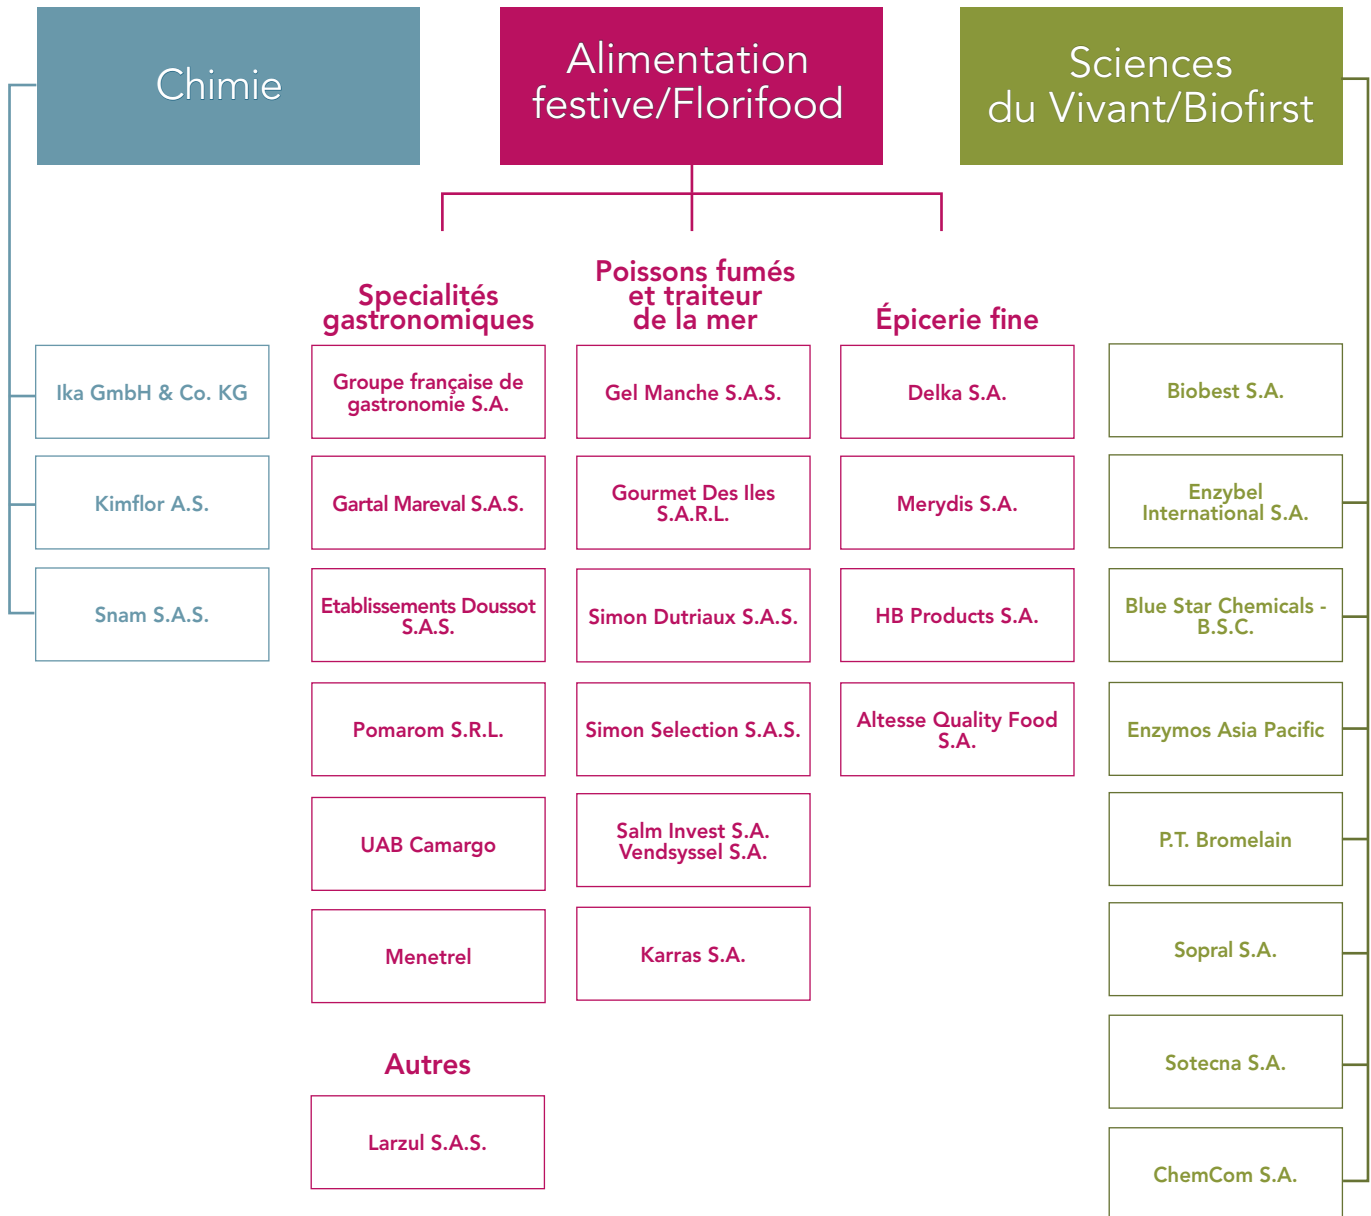 Chimie
Alimentation
festive/Florifood
Sciences
du Vivant/Biofirst
Specialités
gastronomiques
Poissons fumés
et traiteur
de la mer
Épicerie fine
Ika GmbH & Co. KG
Kimflor A.S.
Snam S.A.S.
Groupe française de
gastronomie S.A.
Gartal Mareval S.A.S.
Etablissements Doussot
S.A.S.
Pomarom S.R.L.
UAB Camargo
Menetrel
Autres
Larzul S.A.S.
Gel Manche S.A.S.
Gourmet Des Iles
S.A.R.L.
Simon Dutriaux S.A.S.
Simon Selection S.A.S.
Salm Invest S.A.
Vendsyssel S.A.
Karras S.A.
Delka S.A.
Merydis S.A.
HB Products S.A.
Altesse Quality Food
S.A.
Biobest S.A.
Enzybel
International S.A.
Blue Star Chemicals -
B.S.C.
Enzymos Asia Pacific
P.T. Bromelain
Sopral S.A.
Sotecna S.A.
ChemCom S.A.